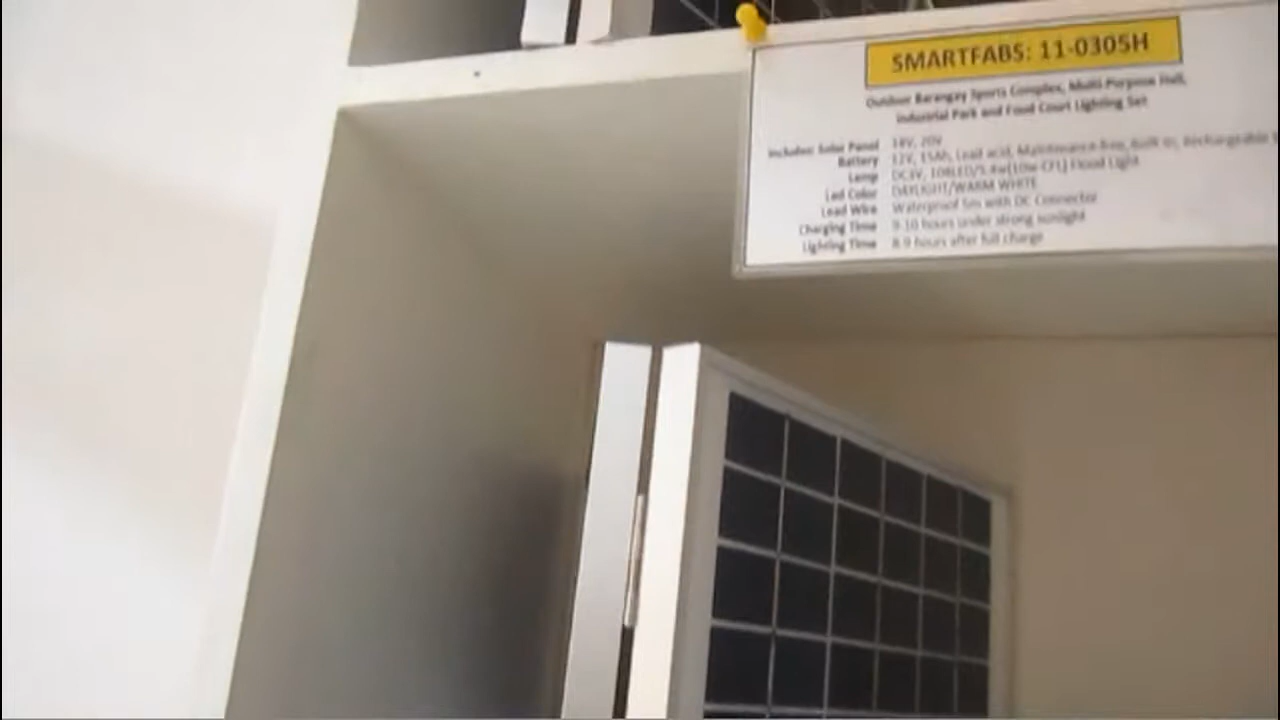 SMARTFABS: 11-0305H
Outdoor Barangay Sports Complex, Multi-Purpose Hall,
Industrial Park and Food Court Lighting Set
Includes: Solar Panel 18V, 20V
Battery 12V, 15Ah, Lead acid, Maintenance-free, Built in, Rechargeable
Lamp DC3V, 108LED/5.4w(10w CFL) Flood Light
Led Color DAYLIGHT/WARM WHITE
Lead Wire Waterproof 5m with DC Connector
Charging Time 9-10 hours under strong sunlight
Lighting Time 8-9 hours after full charge